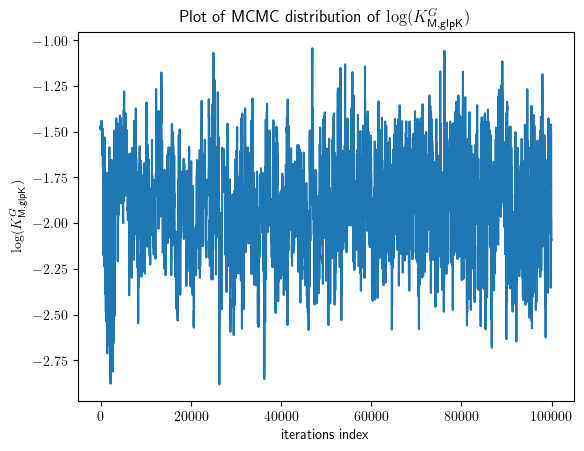 Plot of MCMC distribution of log(K^G_M,glpK)
−1.00
−1.25
−1.50
−1.75
−2.00
−2.25
−2.50
−2.75
log(K^G_M,glpK)
0 20000 40000 60000 80000 100000
iterations index